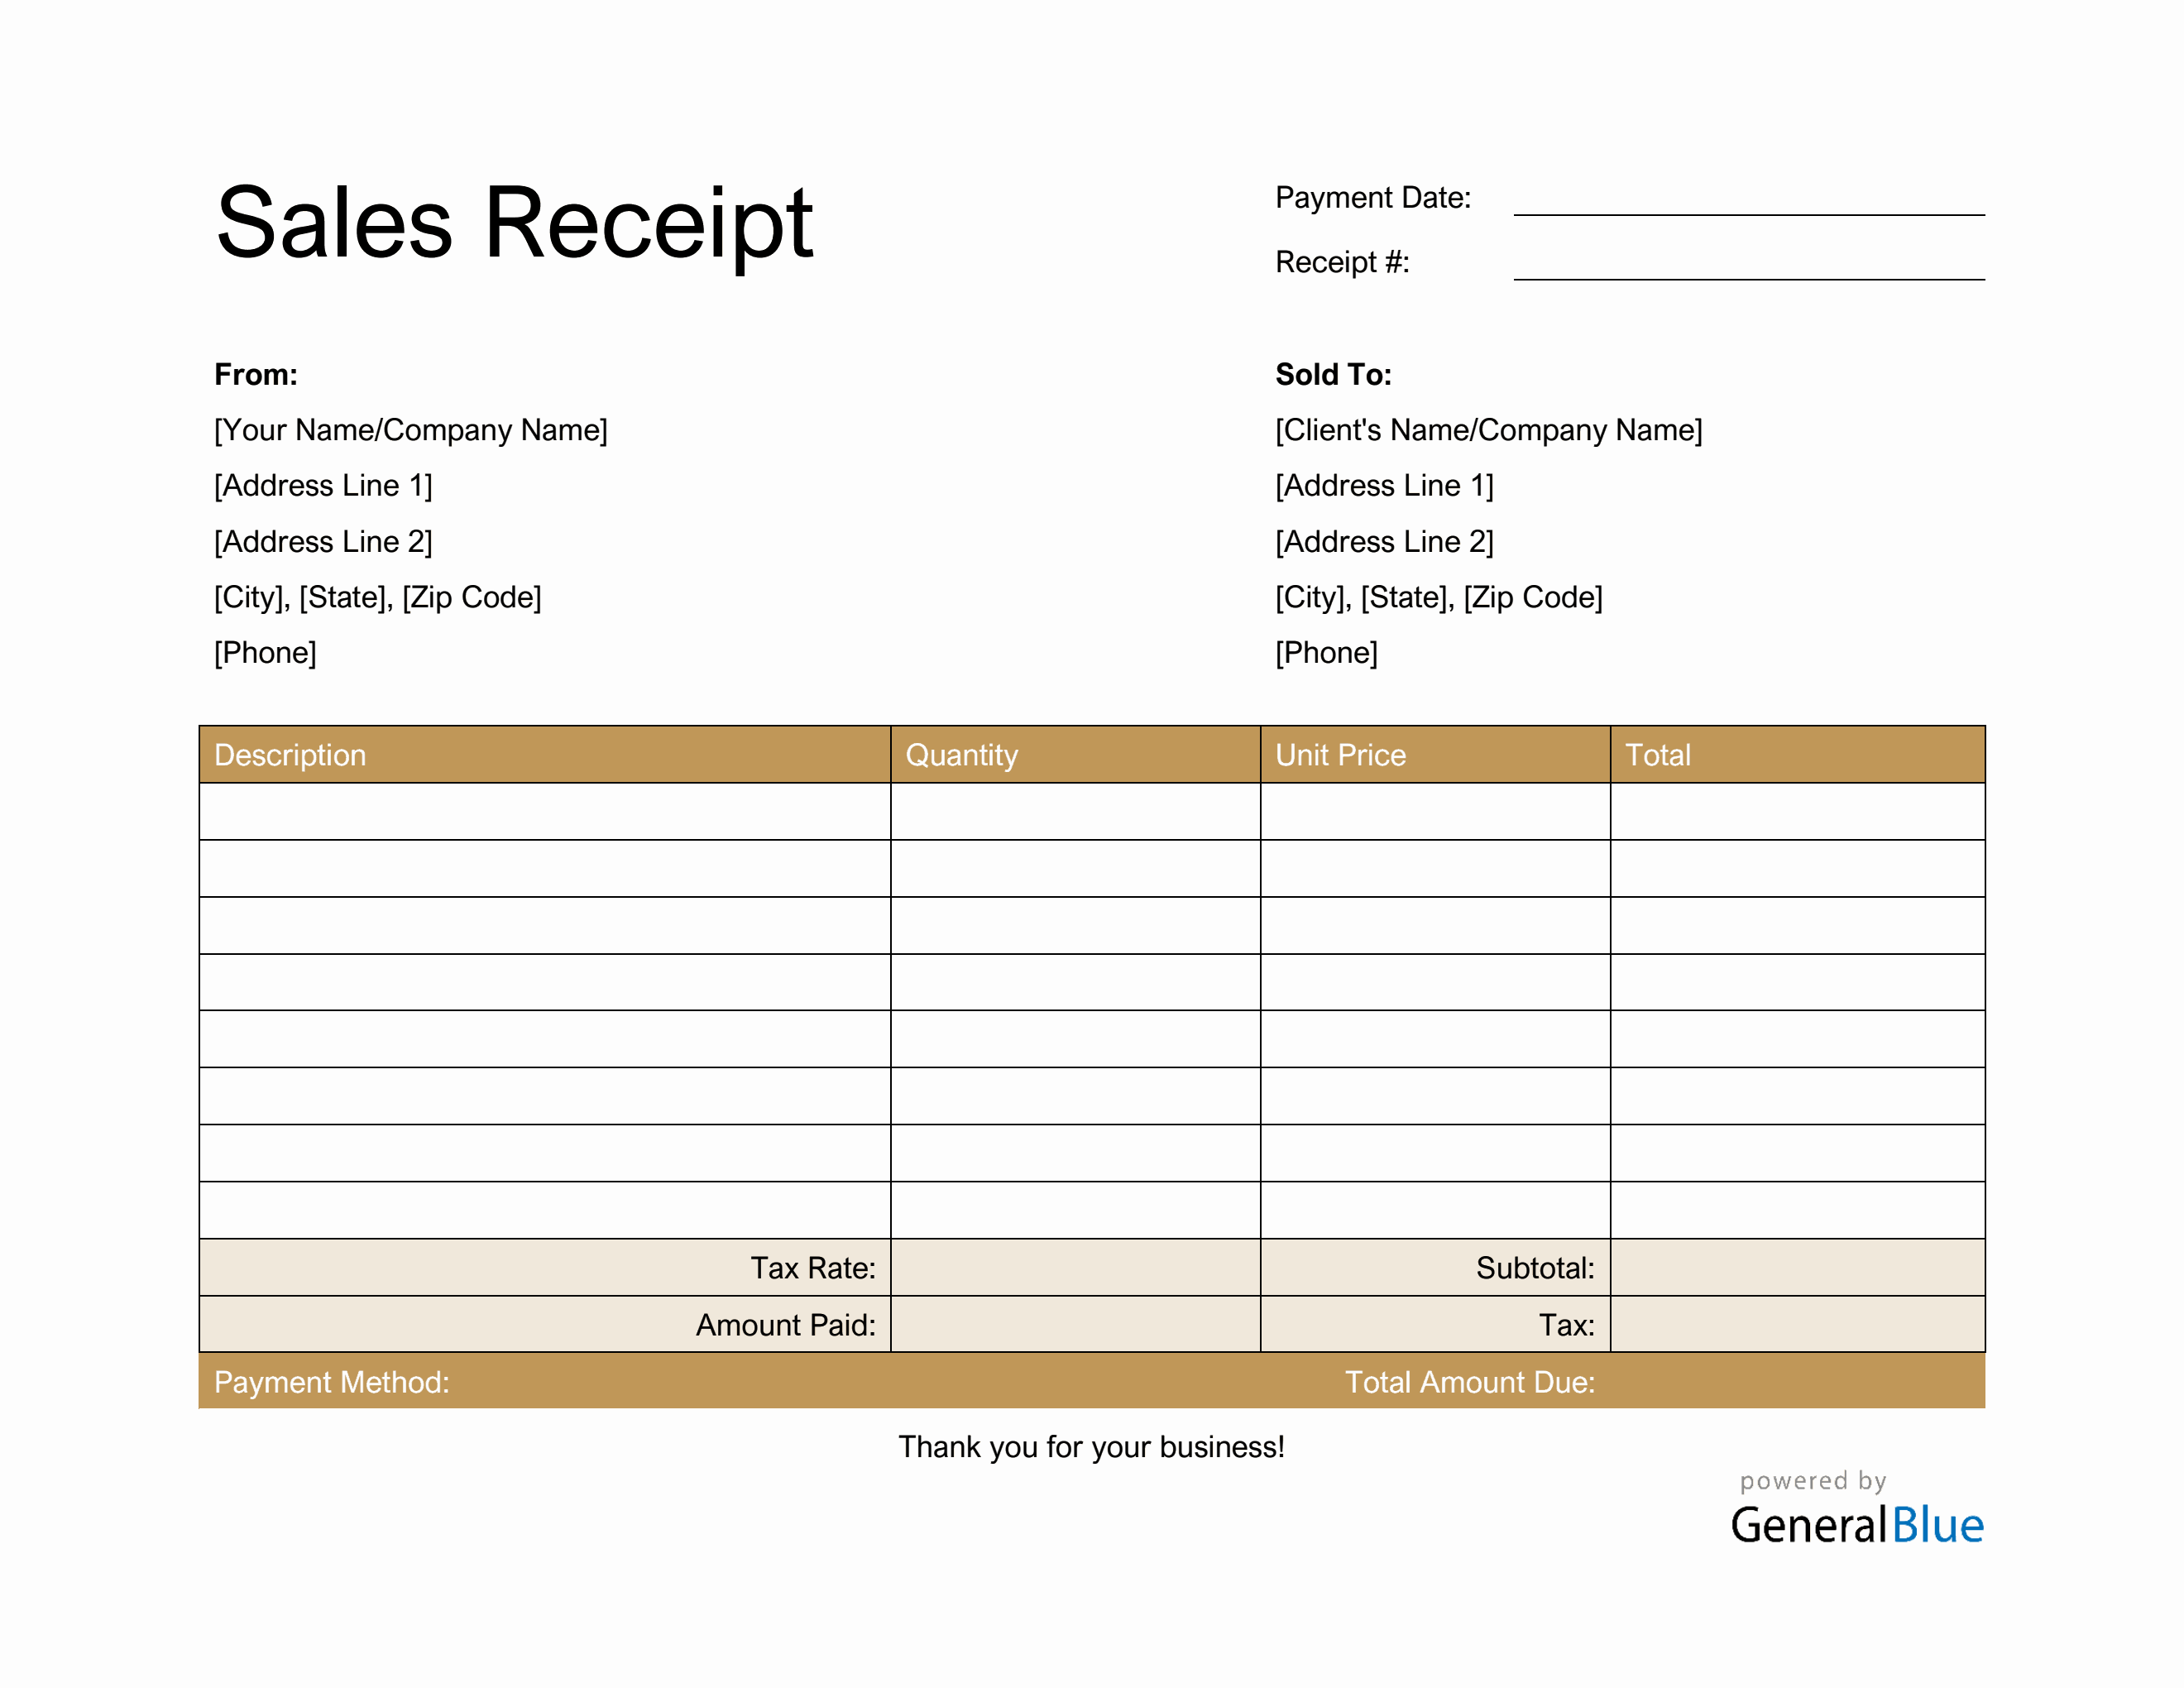 Sales Receipt
Payment Date:
Receipt #:
From:
[Your Name/Company Name]
[Address Line 1]
[Address Line 2]
[City], [State], [Zip Code]
[Phone]
Sold To:
[Client's Name/Company Name]
[Address Line 1]
[Address Line 2]
[City], [State], [Zip Code]
[Phone]
Description Quantity Unit Price Total
Tax Rate: Subtotal:
Amount Paid: Tax:
Payment Method: Total Amount Due:
Thank you for your business!
powered by
GeneralBlue